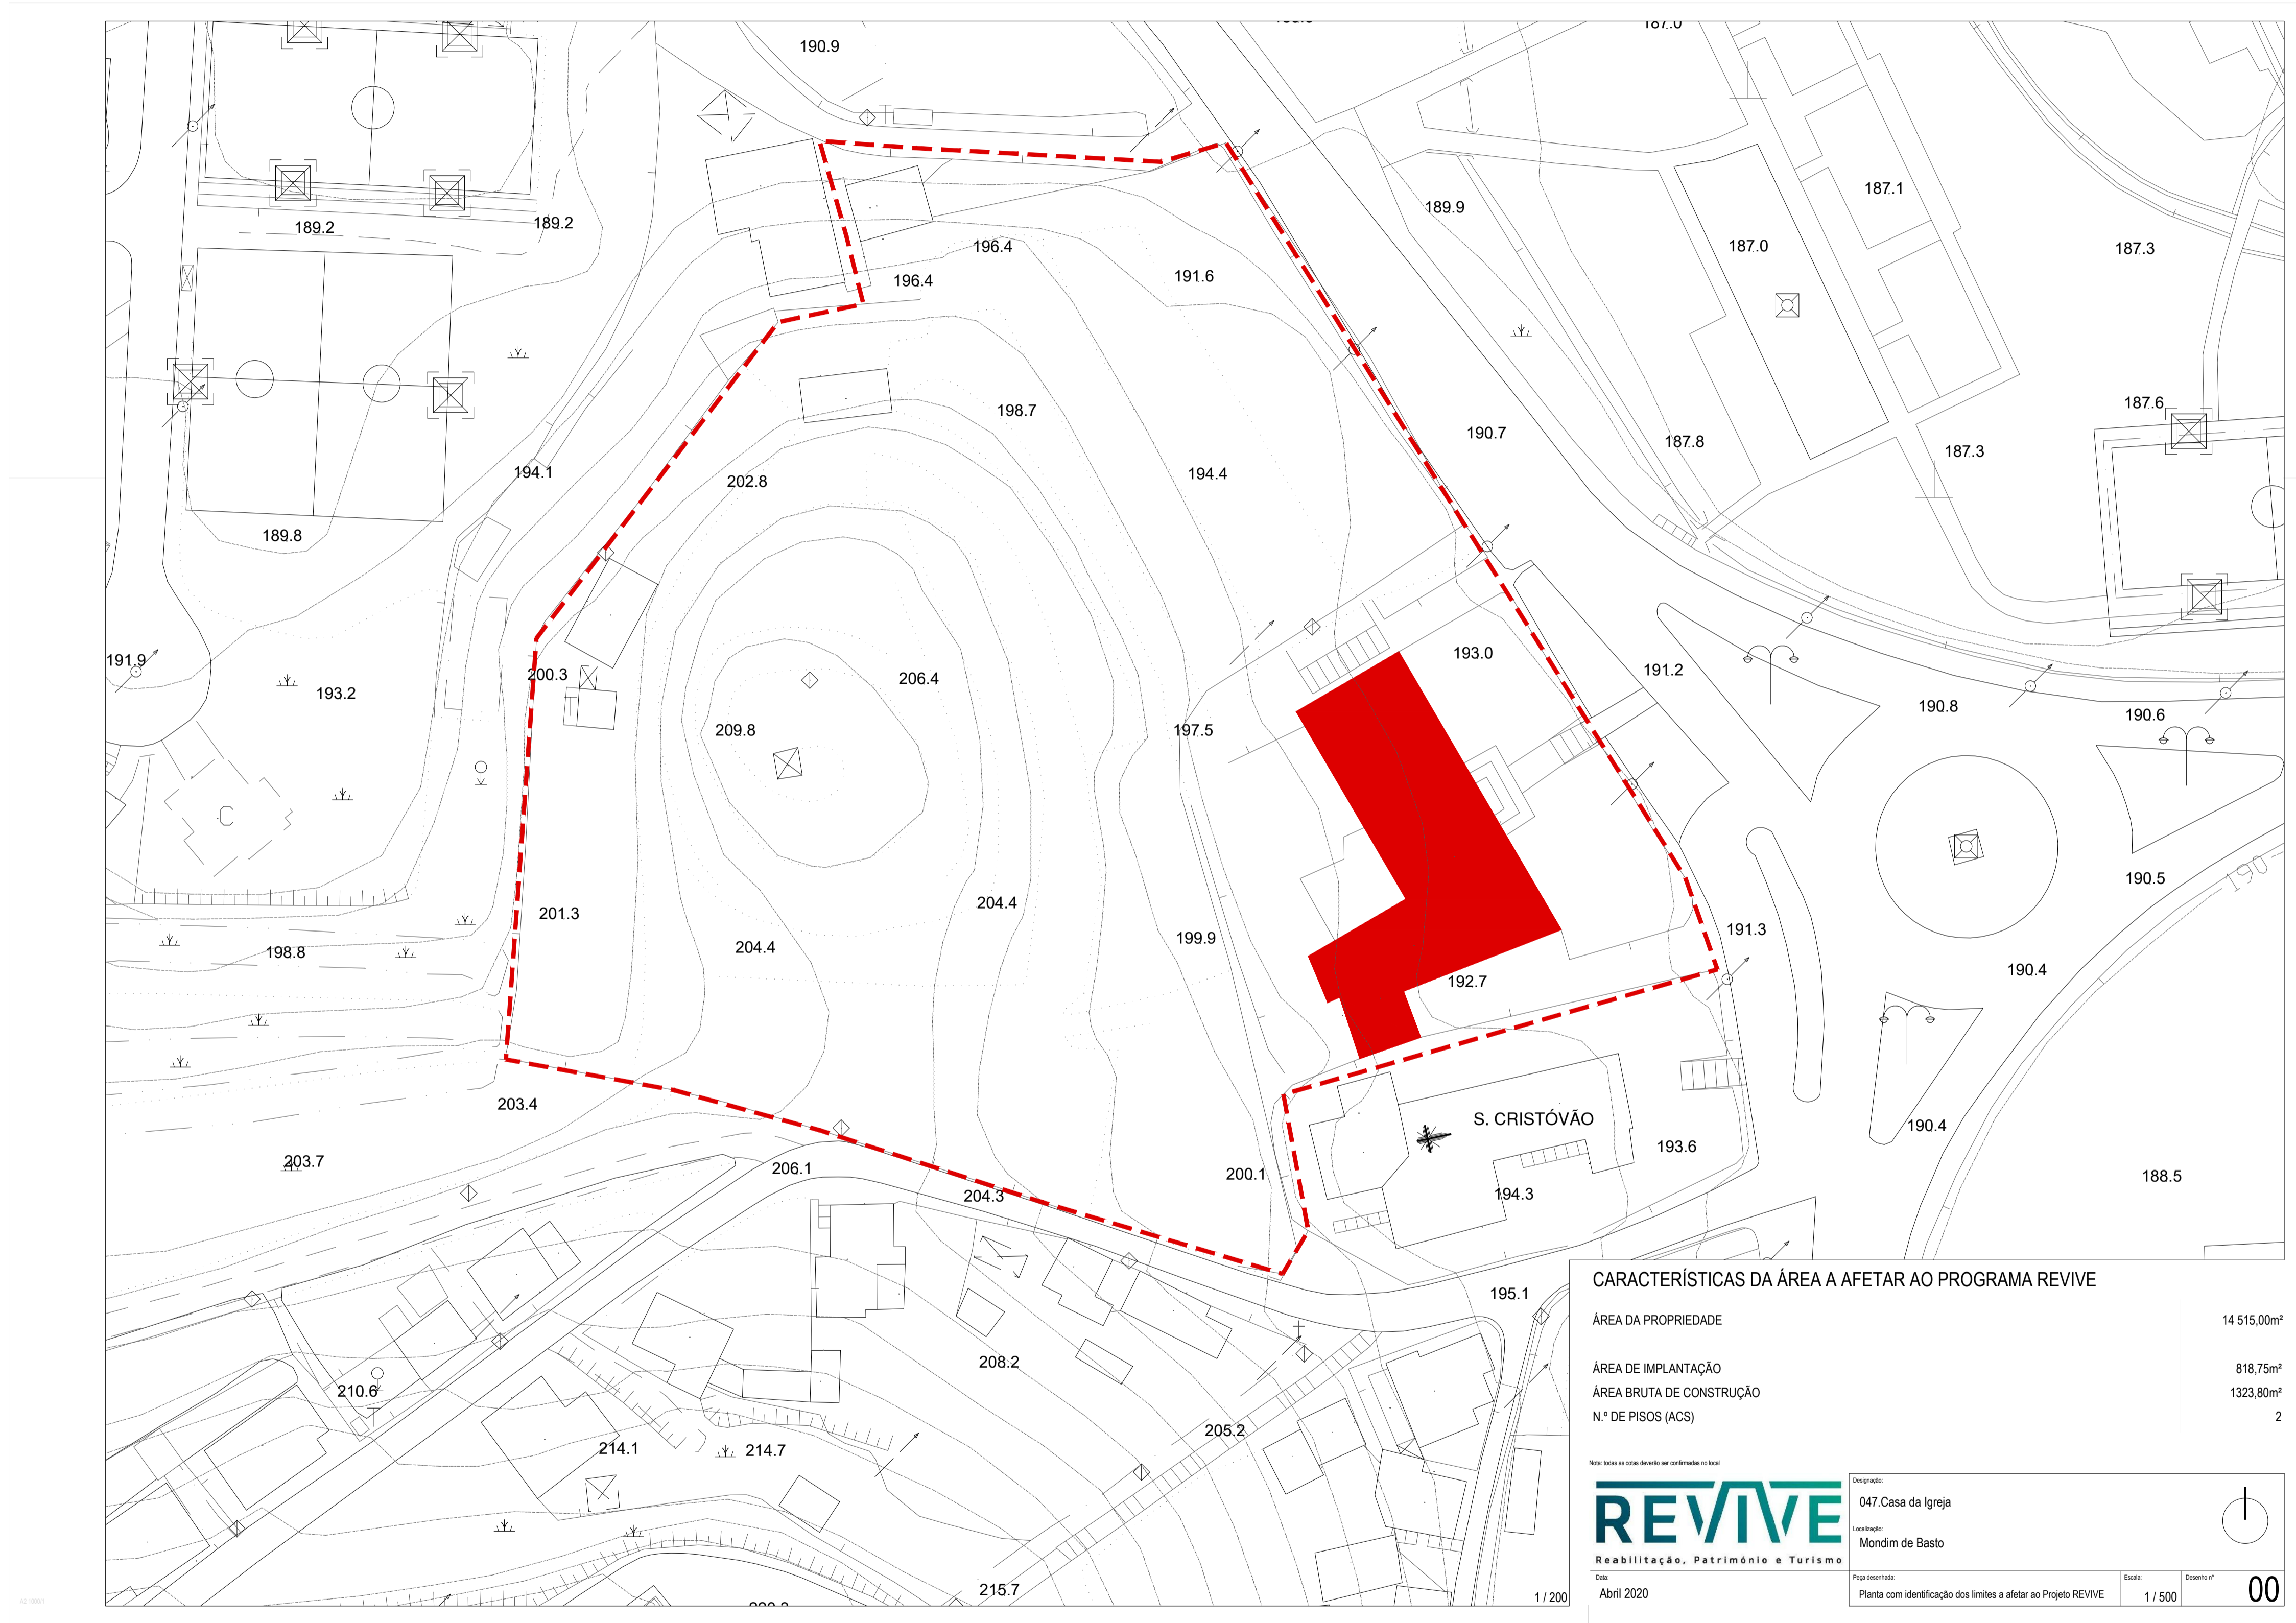 187.0
190.9
187.1
189.9
189.2
189.2
187.0
187.3
196.4
196.4
191.6
187.6
198.7
190.7
187.8
187.3
194.1
202.8
194.4
189.8
193.0
191.9
193.2
200.3
206.4
191.2
190.8
190.6
209.8
197.5
C
190.5
190
201.3
204.4
204.4
199.9
191.3
198.8
190.4
192.7
203.4
S. CRISTÓVÃO
190.4
203.7
206.1
204.3
200.1
193.6
194.3
188.5
195.1
208.2
210.6
205.2
214.1
214.7
215.7
1 / 200
CARACTERÍSTICAS DA ÁREA A AFETAR AO PROGRAMA REVIVE
ÁREA DA PROPRIEDADE 14 515,00m²
ÁREA DE IMPLANTAÇÃO 818,75m²
ÁREA BRUTA DE CONSTRUÇÃO 1323,80m²
N.º DE PISOS (ACS) 2
Nota: todas as cotas deverão ser confirmadas no local
REVIVE
Reabilitação, Património e Turismo
Designação:
047.Casa da Igreja
Localização:
Mondim de Basto
Data:
Abril 2020
Peça desenhada:
Planta com identificação dos limites a afetar ao Projeto REVIVE
Escala:
1 / 500
Desenho nº
00